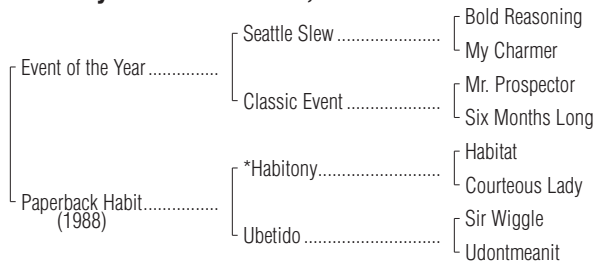 Bold Reasoning
Seattle Slew ....................
My Charmer
Event of the Year ..............
Mr. Prospector
Classic Event ....................
Six Months Long
Habitat
*Habitony..........................
Courteous Lady
Paperback Habit...............
(1988)
Sir Wiggle
Ubetido .............................
Udontmeanit